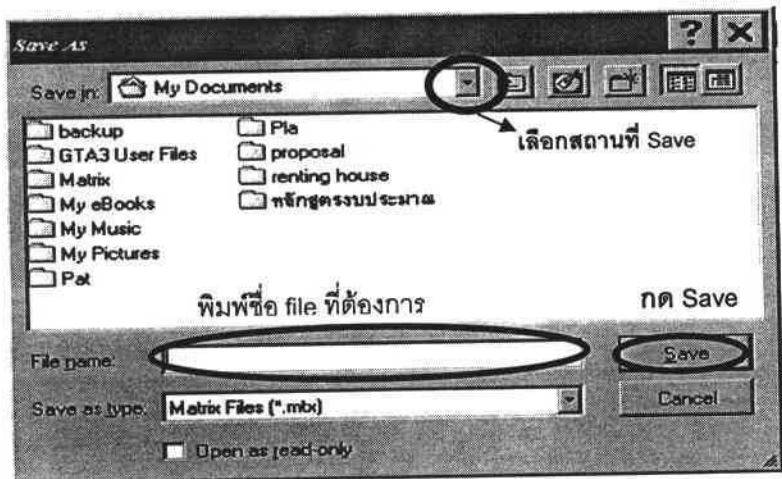 Save As
Save in: My Documents
backup
GTA3 User Files
Matrix
My eBooks
My Music
My Pictures
Pat
Pla
proposal
renting house
หลักสูตรงบประมาณ
เลือกสถานที่ Save
พิมพ์ชื่อ file ที่ต้องการ
กด Save
File name:
Save
Save as type: Matrix Files (*.mtx)
Cancel
Open as read-only